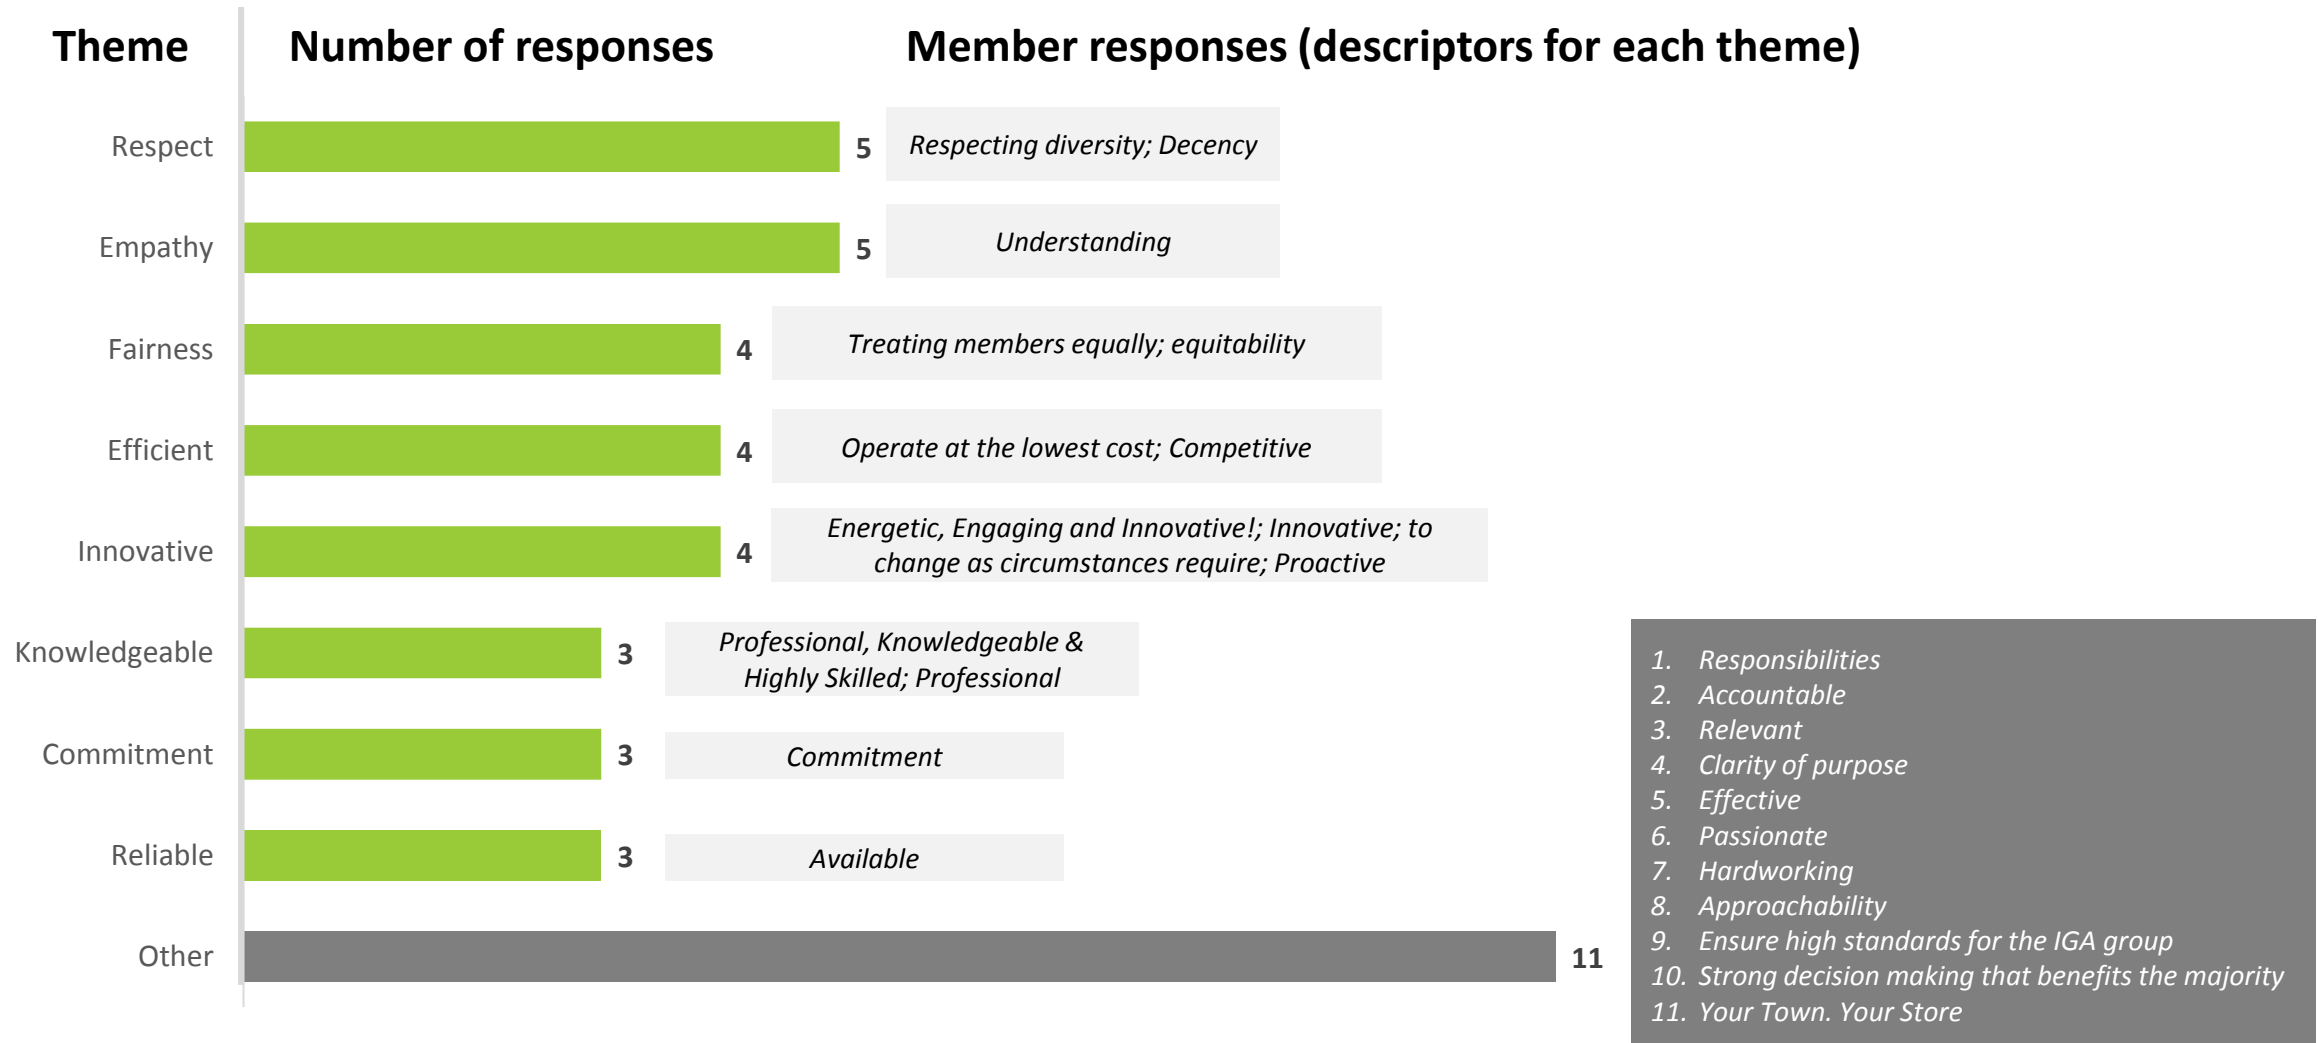 Theme
Number of responses
Member responses (descriptors for each theme)
Respect
5
Respecting diversity; Decency
Empathy
5
Understanding
Fairness
4
Treating members equally; equitability
Efficient
4
Operate at the lowest cost; Competitive
Innovative
4
Energetic, Engaging and Innovative!; Innovative; to
change as circumstances require; Proactive
Knowledgeable
3
Professional, Knowledgeable &
Highly Skilled; Professional
Commitment
3
Commitment
Reliable
3
Available
Other
11
1. Responsibilities
2. Accountable
3. Relevant
4. Clarity of purpose
5. Effective
6. Passionate
7. Hardworking
8. Approachability
9. Ensure high standards for the IGA group
10. Strong decision making that benefits the majority
11. Your Town. Your Store